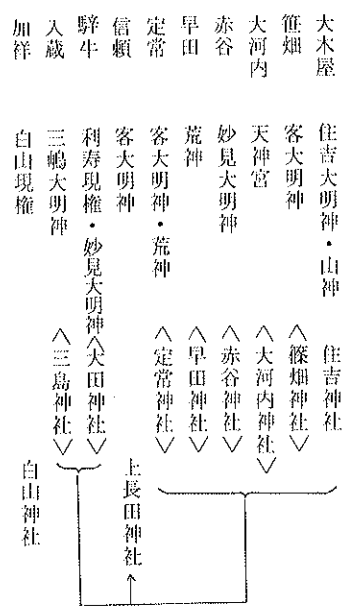 大木屋　住吉大明神・山神　住吉神社
笹畑　客大明神　〈篠畑神社〉
大河内　天神宮　〈大河内神社〉
赤谷　妙見大明神　〈赤谷神社〉
早田　荒神　〈早田神社〉
定常　客大明神・荒神　〈定常神社〉
信頼　客大明神　上長田神社
騂牛　利寿現権・妙見大明神〈大田神社〉
入蔵　三嶋大明神　〈三島神社〉
加祥　白山現権　白山神社